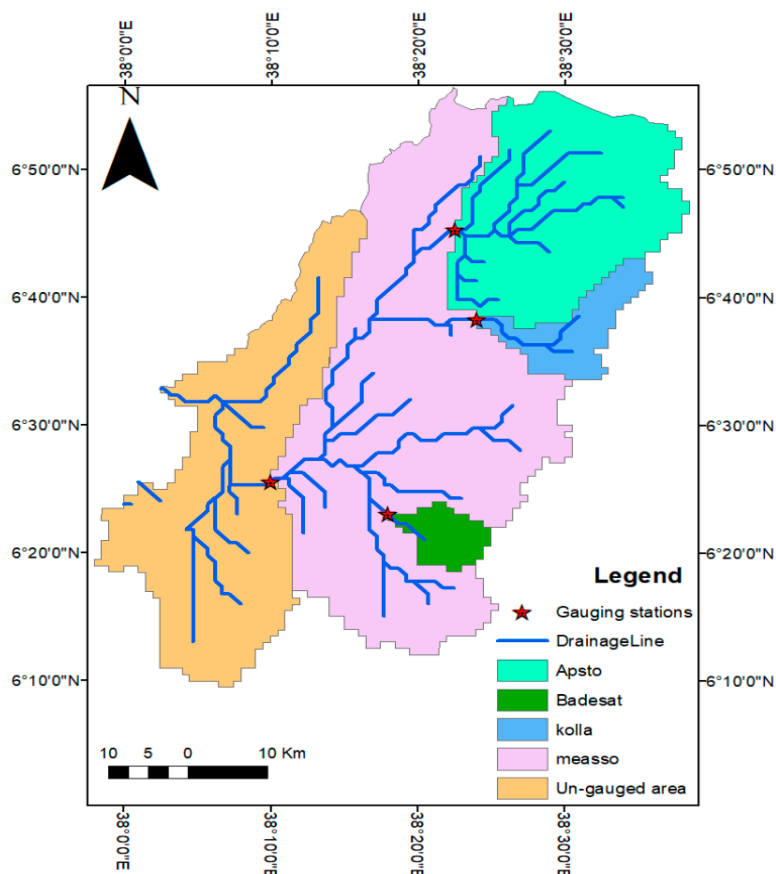 38°0'0"E 38°10'0"E 38°20'0"E 38°30'0"E
N
6°50'0"N 6°50'0"N
6°40'0"N 6°40'0"N
6°30'0"N 6°30'0"N
6°20'0"N 6°20'0"N
Legend
Gauging stations
DrainageLine
Apsto
6°10'0"N 6°10'0"N
Badesat
kolla
10 5 0 10 Km
measso
Un-gauged area
38°0'0"E 38°10'0"E 38°20'0"E 38°30'0"E